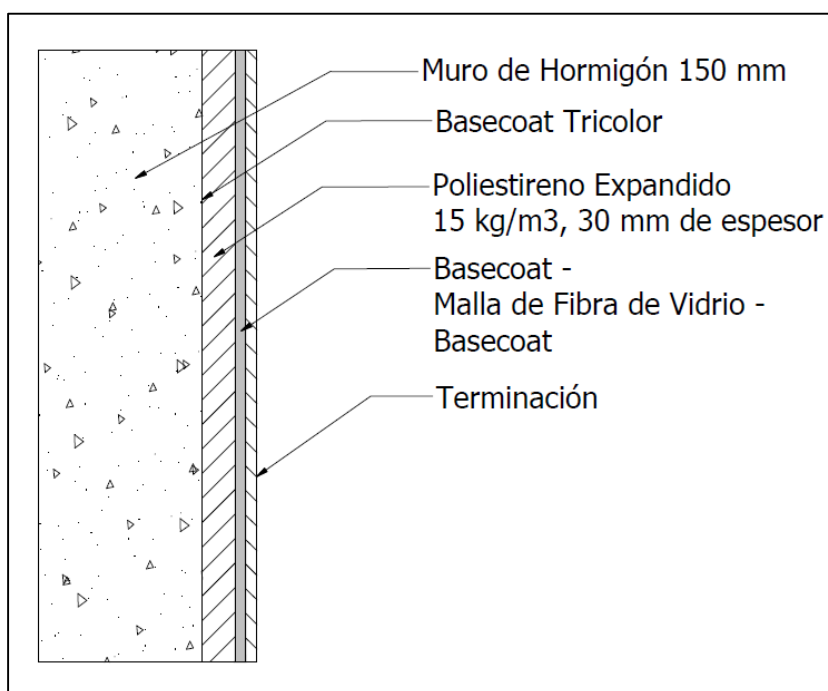 Muro de Hormigón 150 mm
Basecoat Tricolor
Poliestireno Expandido
15 kg/m3, 30 mm de espesor
Basecoat -
Malla de Fibra de Vidrio -
Basecoat
Terminación